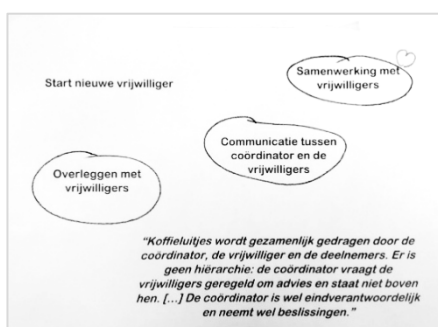 Start nieuwe vrijwilliger
Samenwerking met
vrijwilligers
Communicatie tussen
coördinator en de
vrijwilligers
Overleggen met
vrijwilligers
“Koffieluitjes wordt gezamenlijk gedragen door de
coördinator, de vrijwilliger en de deelnemers. Er is
geen hiërarchie: de coördinator vraagt de
vrijwilligers geregeld om advies en staat niet boven
hen. [...] De coördinator is wel eindverantwoordelijk
en neemt wel beslissingen.”